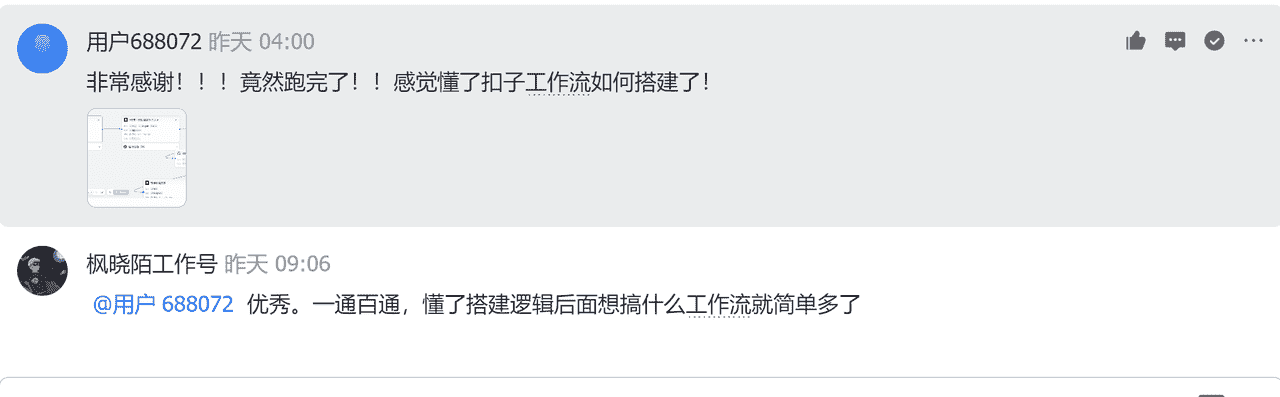 用户688072 昨天 04:00
非常感谢！！！竟然跑完了！！感觉懂了扣子工作流如何搭建了！
枫晓陌工作号 昨天 09:06
@用户 688072 优秀。一通百通，懂了搭建逻辑后面想搞什么工作流就简单多了